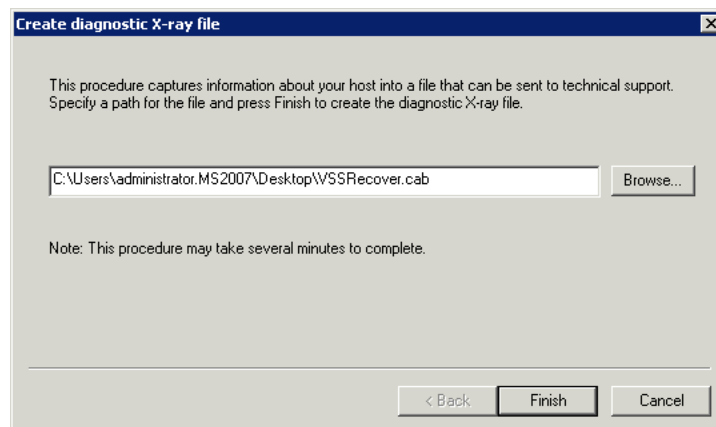 Create diagnostic X-ray file
This procedure captures information about your host into a file that can be sent to technical support.
Specify a path for the file and press Finish to create the diagnostic X-ray file.
C:\Users\administrator.MS2007\Desktop\VSSRecover.cab
Browse...
Note: This procedure may take several minutes to complete.
< Back
Finish
Cancel